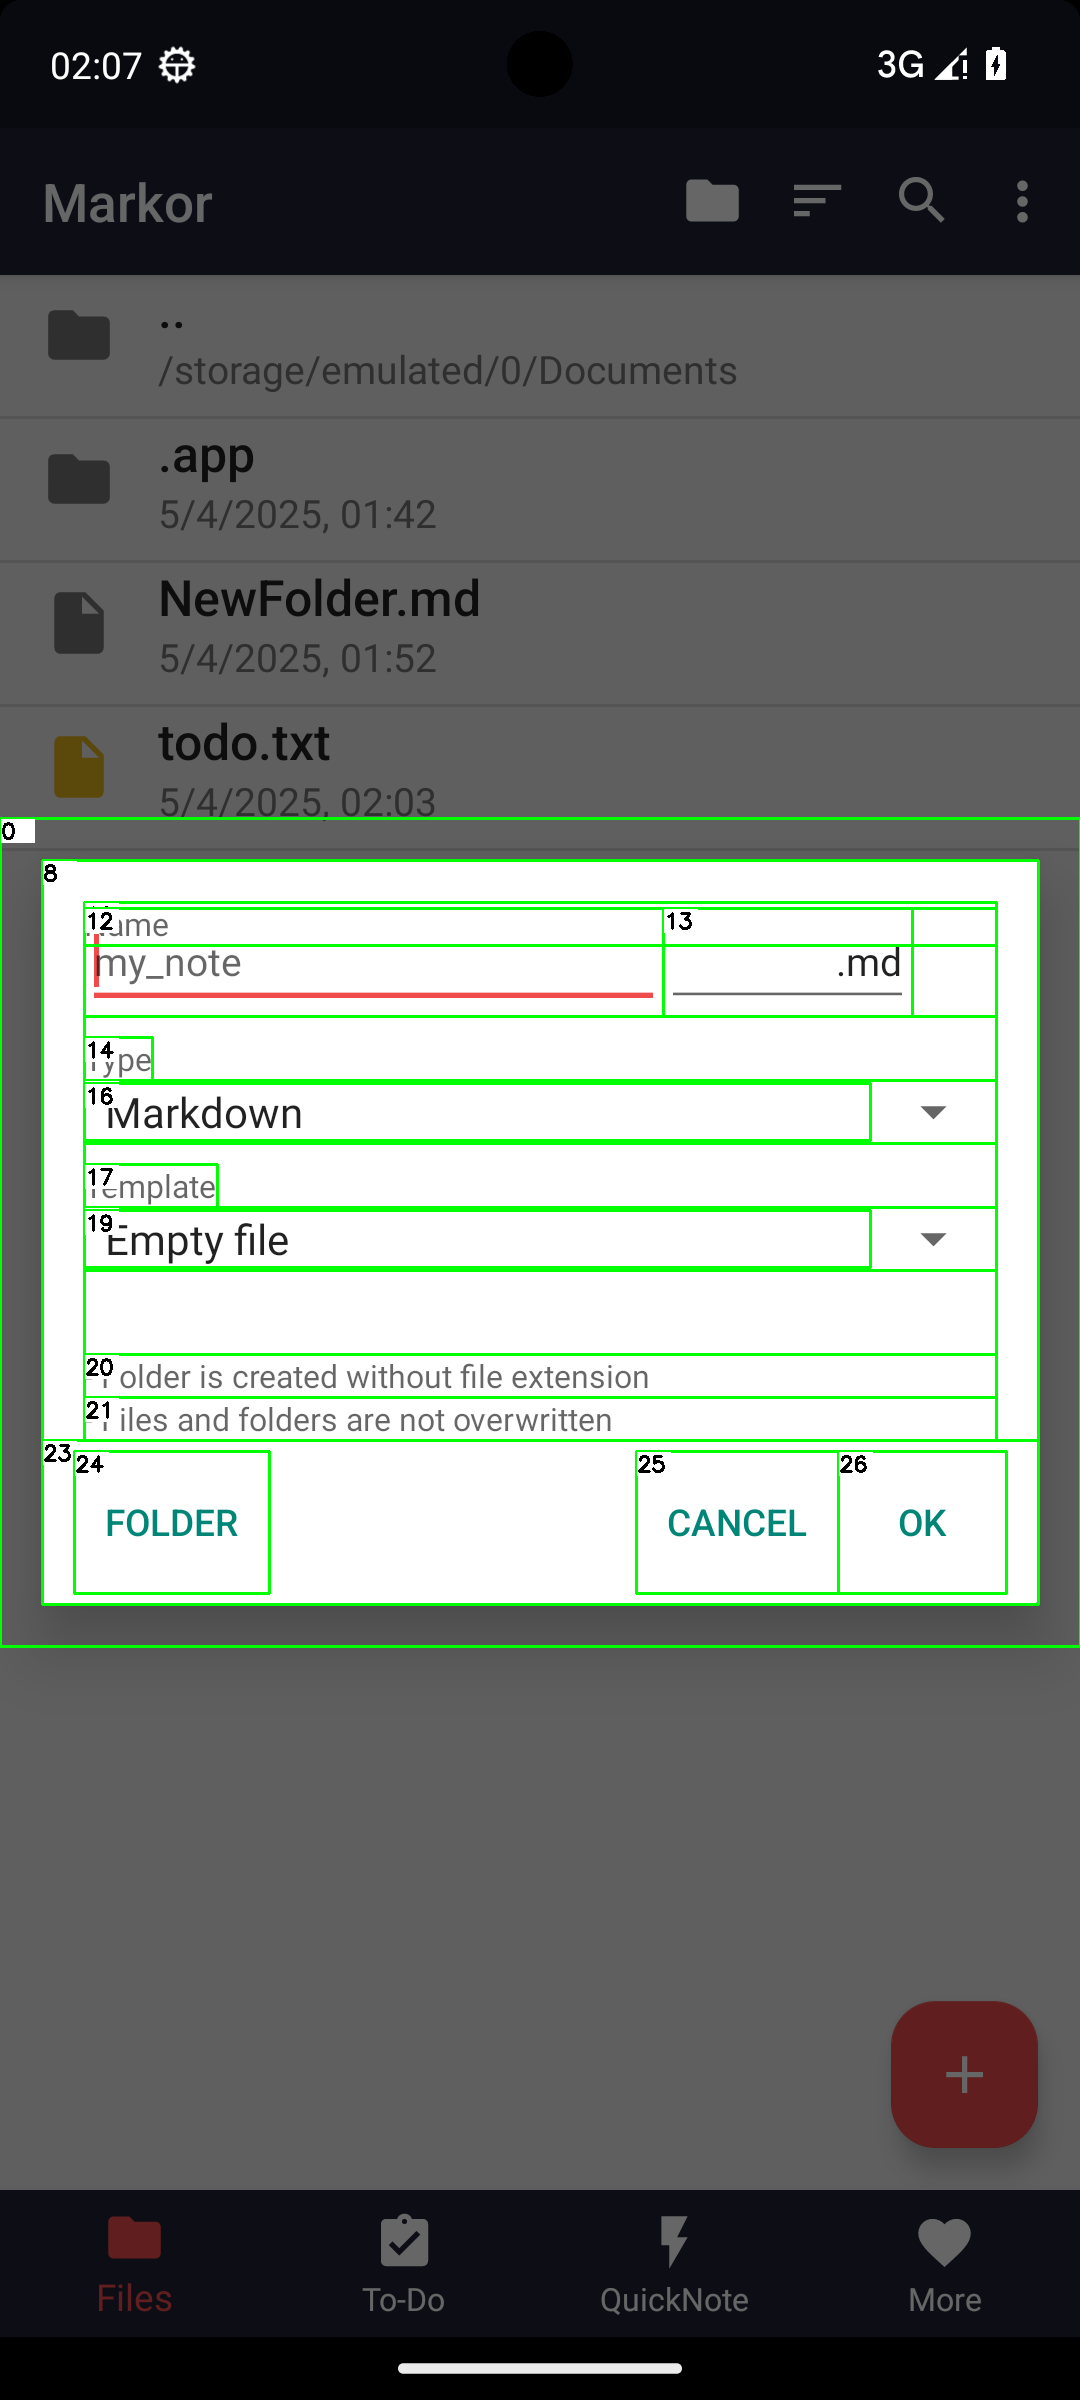 02:07
3G
Markor
..
/storage/emulated/0/Documents
.app
5/4/2025, 01:42
NewFolder.md
5/4/2025, 01:52
todo.txt
5/4/2025, 02:03
0
8
12
ame
13
my_note
.md
14
ype
16
Markdown
17
emplate
19
Empty file
20
older is created without file extension
21
iles and folders are not overwritten
23
24
25
26
FOLDER
CANCEL
OK
+
Files
To-Do
QuickNote
More